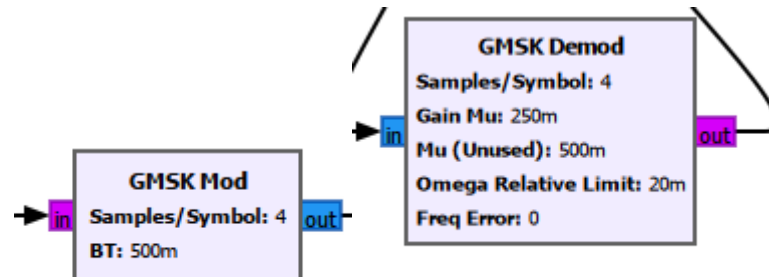 GMSK Mod
in
Samples/Symbol: 4
out
BT: 500m
GMSK Demod
Samples/Symbol: 4
Gain Mu: 250m
in
out
Mu (Unused): 500m
Omega Relative Limit: 20m
Freq Error: 0